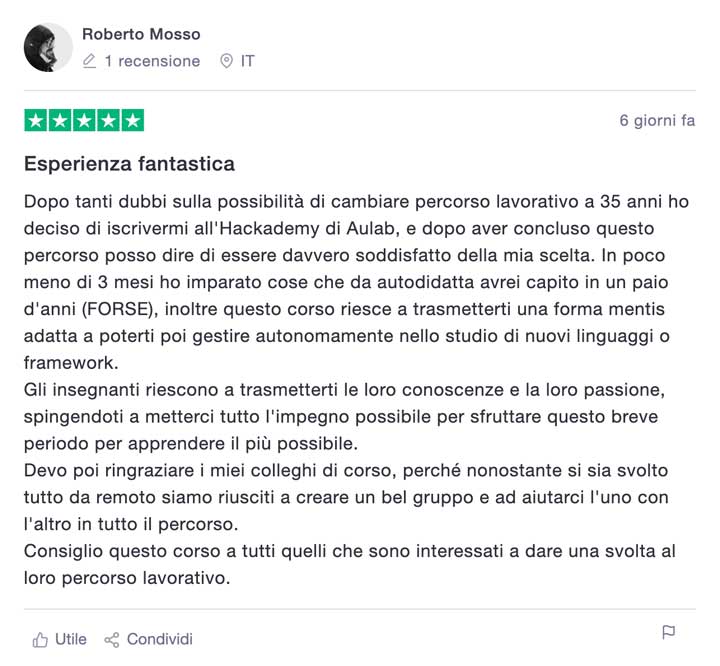 Roberto Mosso
1 recensione IT
6 giorni fa
Esperienza fantastica
Dopo tanti dubbi sulla possibilità di cambiare percorso lavorativo a 35 anni ho
deciso di iscrivermi all'Hackademy di Aulab, e dopo aver concluso questo
percorso posso dire di essere davvero soddisfatto della mia scelta. In poco
meno di 3 mesi ho imparato cose che da autodidatta avrei capito in un paio
d'anni (FORSE), inoltre questo corso riesce a trasmetterti una forma mentis
adatta a poterti poi gestire autonomamente nello studio di nuovi linguaggi o
framework.
Gli insegnanti riescono a trasmetterti le loro conoscenze e la loro passione,
spingendoti a metterci tutto l'impegno possibile per sfruttare questo breve
periodo per apprendere il più possibile.
Devo poi ringraziare i miei colleghi di corso, perché nonostante si sia svolto
tutto da remoto siamo riusciti a creare un bel gruppo e ad aiutarci l'uno con
l'altro in tutto il percorso.
Consiglio questo corso a tutti quelli che sono interessati a dare una svolta al
loro percorso lavorativo.
Utile Condividi